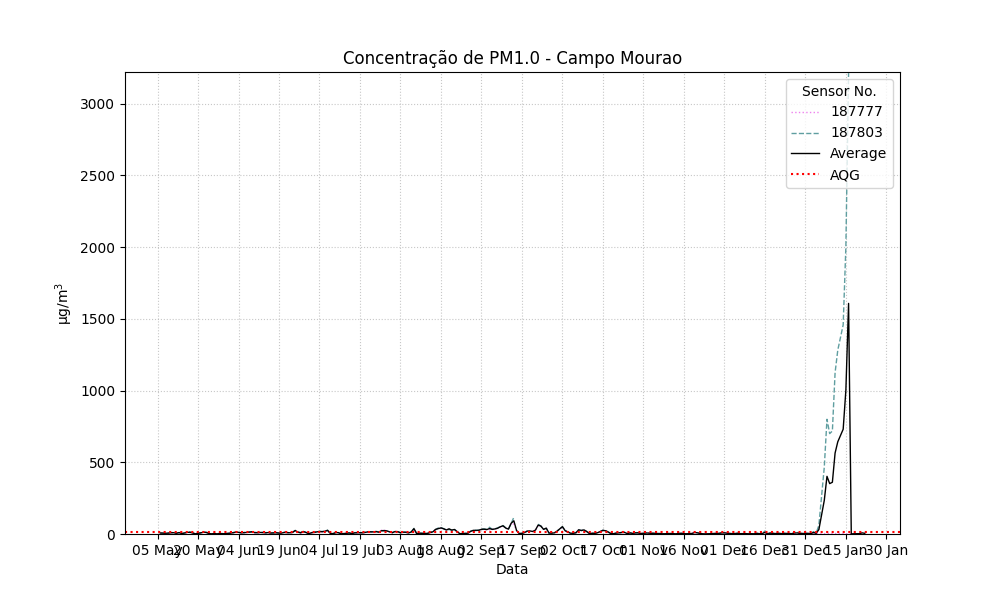 Concentração de PM1.0 - Campo Mourao
Sensor No.
187777
187803
Average
AQG
µg/m³
3000
2500
2000
1500
1000
500
0
05 May 20 May 04 Jun 19 Jun 04 Jul 19 Jul 03 Aug 18 Aug 02 Sep 17 Sep 02 Oct 17 Oct 01 Nov 16 Nov 01 Dec 16 Dec 31 Dec 15 Jan 30 Jan
Data